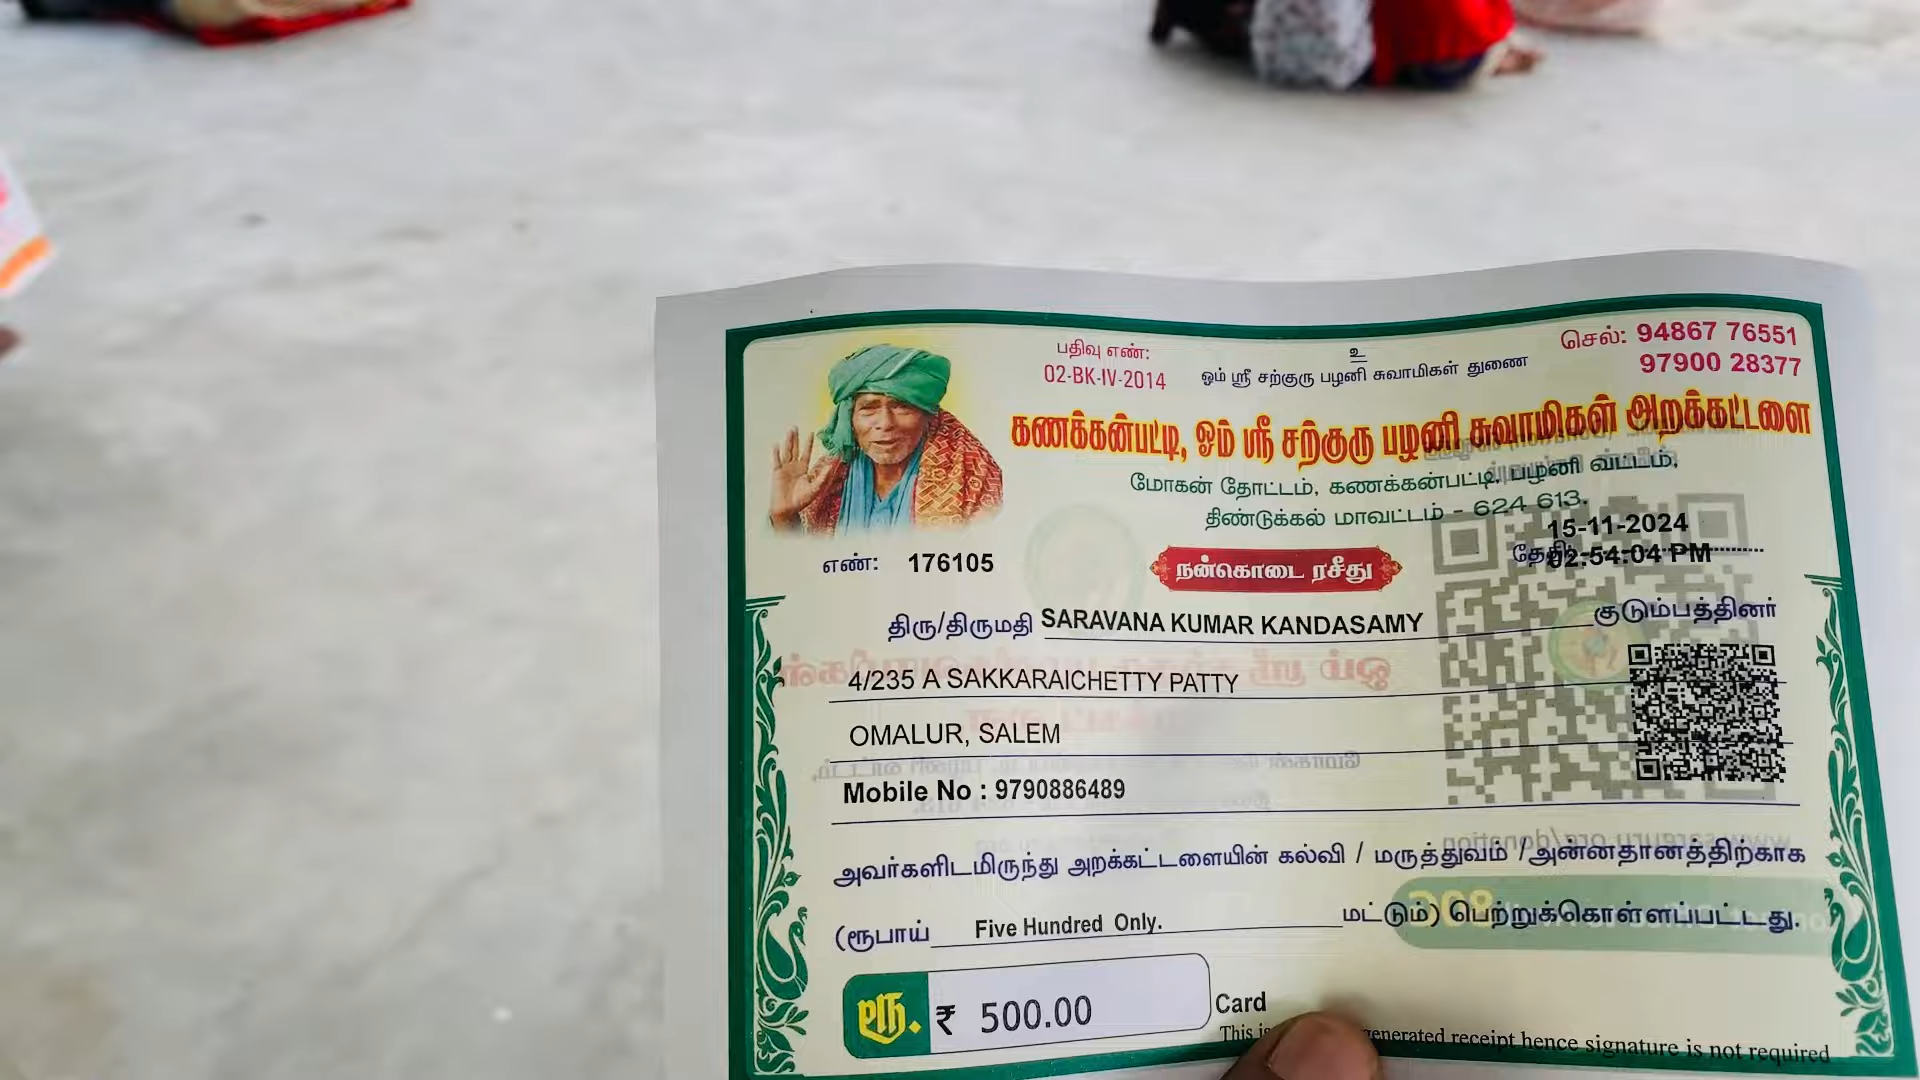 பதிவு எண்:
02-BK-IV-2014
உ
ஓம் ஸ்ரீ சற்குரு பழனி சுவாமிகள் துணை
செல்: 94867 76551
97900 28377
கணக்கன்பட்டி, ஓம் ஸ்ரீ சற்குரு பழனி சுவாமிகள் அறக்கட்டளை
மோகன் தோட்டம், கணக்கன்பட்டி, பழனி வட்டம்,
திண்டுக்கல் மாவட்டம் - 624 613.
எண்: 176105
நன்கொடை ரசீது
15-11-2024
தேதி: 02:54:04 PM
திரு/திருமதி SARAVANA KUMAR KANDASAMY குடும்பத்தினர்
4/235 A SAKKARAICHETTY PATTY
OMALUR, SALEM
Mobile No : 9790886489
அவர்களிடமிருந்து அறக்கட்டளையின் கல்வி / மருத்துவம் /அன்னதானத்திற்காக
(ரூபாய் Five Hundred Only. மட்டும்) பெற்றுக்கொள்ளப்பட்டது.
ரூ. ₹ 500.00 Card
This is generated receipt hence signature is not required